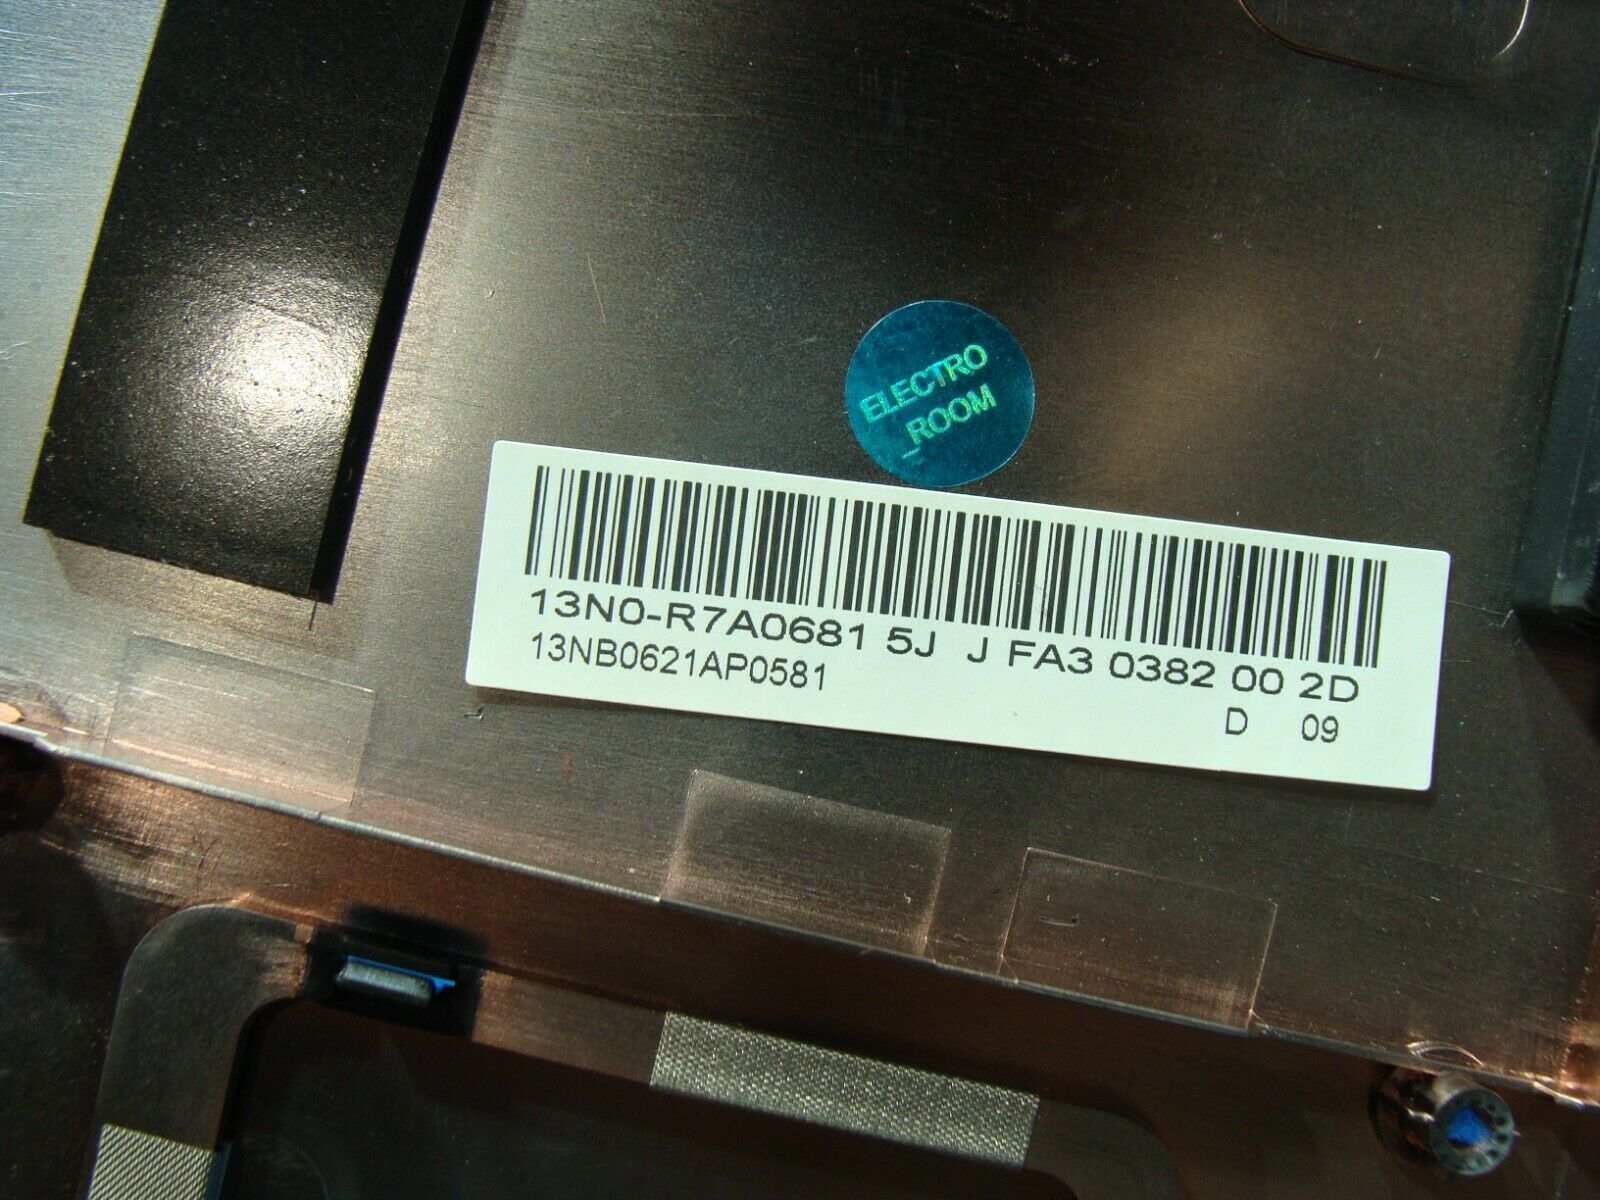 ELECTRO
_ROOM
13N0-R7A0681 5J J FA3 0382 00 2D
13NB0621AP0581
D 09